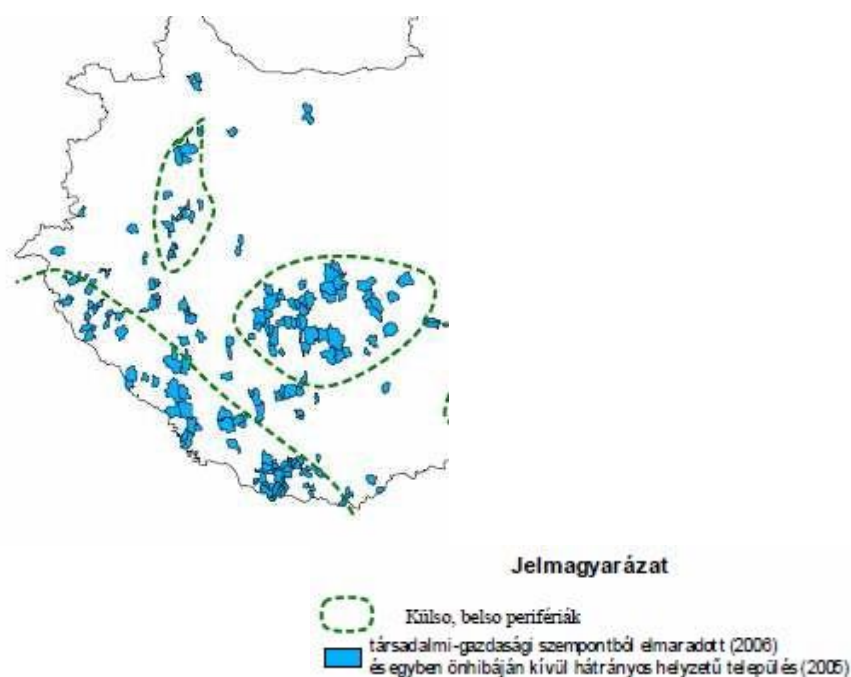 Jelmagyarázat
Külso, belso perifériák
társadalmi-gazdasági szempontból elmaradott (2006)
és egyben önhibáján kívül hátrányos helyzetű település (2005)